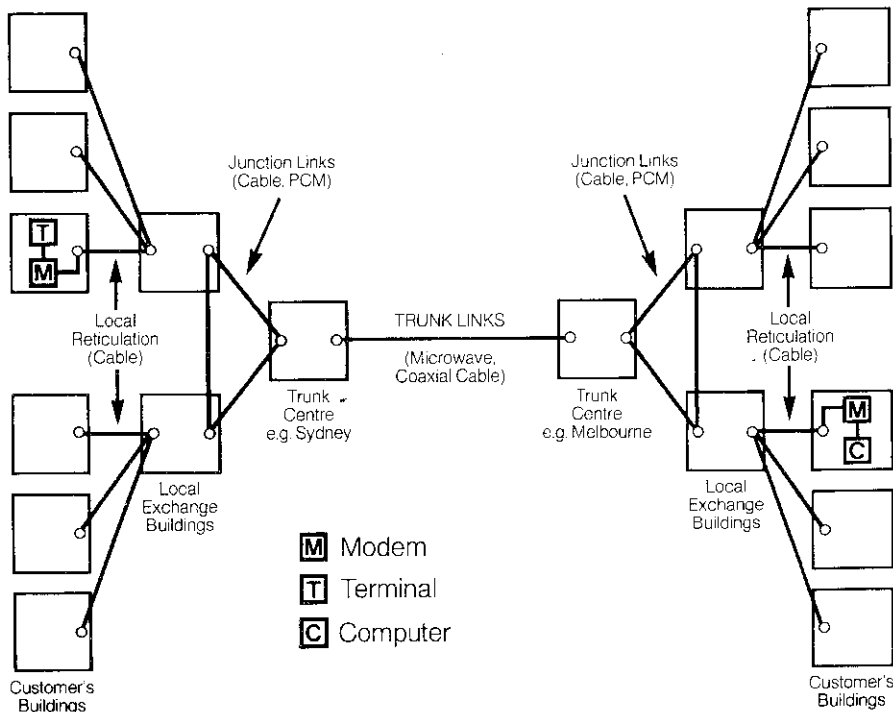 Junction Links
(Cable, PCM)
Junction Links
(Cable, PCM)
T
M
Local
Reticulation
(Cable)
TRUNK LINKS
(Microwave,
Coaxial Cable)
Local
Reticulation
(Cable)
Trunk
Centre
e.g. Sydney
Trunk
Centre
e.g. Melbourne
M
C
Local
Exchange
Buildings
Local
Exchange
Buildings
M Modem
T Terminal
C Computer
Customer's
Buildings
Customer's
Buildings